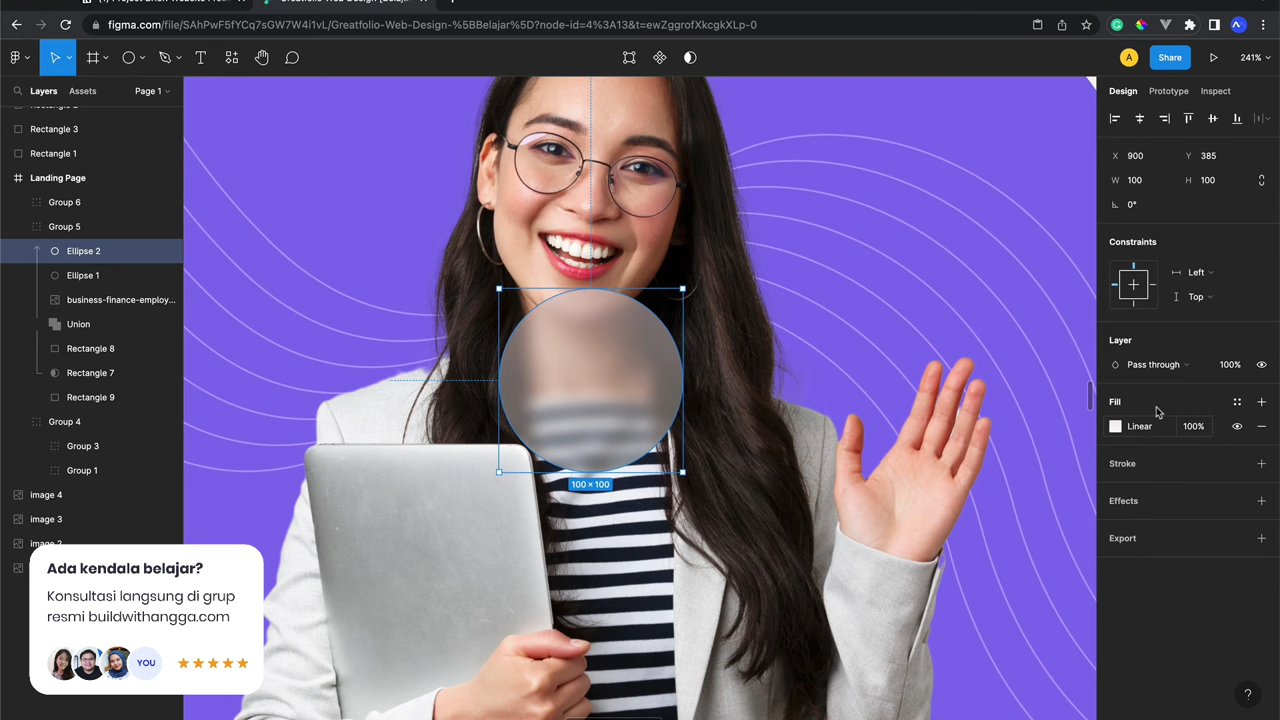 figma.com/file/SAhPwF5fYCq7sGW7W4i1vL/Greatfolio-Web-Design-%5BBelajar%5D?node-id=4%3A13&t=ewZggrofXkcgkXLp-0
A
Share
241%
Layers
Assets
Page 1
Rectangle 3
Rectangle 1
Landing Page
Group 6
Group 5
Ellipse 2
Ellipse 1
business-finance-employ...
Union
Rectangle 8
Rectangle 7
Rectangle 9
Group 4
Group 3
Group 1
image 4
image 3
100 × 100
Design
Prototype
Inspect
X 900
Y 385
W 100
H 100
0°
Constraints
Left
Top
Layer
Pass through
100%
Fill
Linear
100%
Stroke
Effects
Export
?
Ada kendala belajar?
Konsultasi langsung di grup
resmi buildwithangga.com
YOU